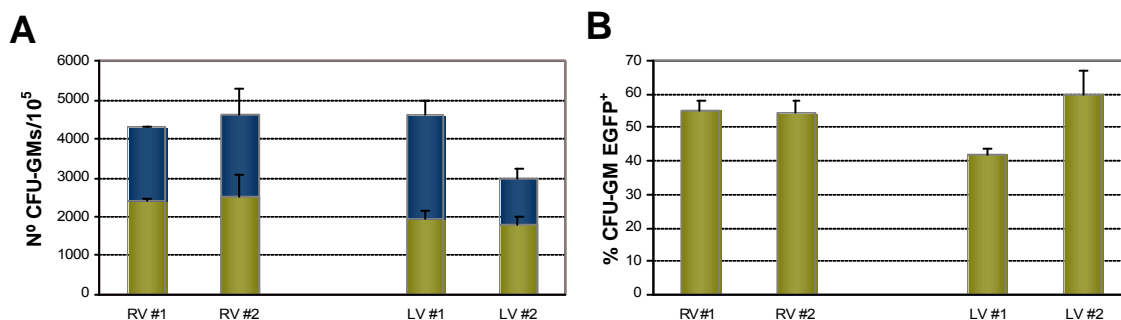 A
B
Nº CFU-GMs/10⁵
6000
5000
4000
3000
2000
1000
0
RV #1
RV #2
LV #1
LV #2
% CFU-GM EGFP⁺
70
60
50
40
30
20
10
0
RV #1
RV #2
LV #1
LV #2